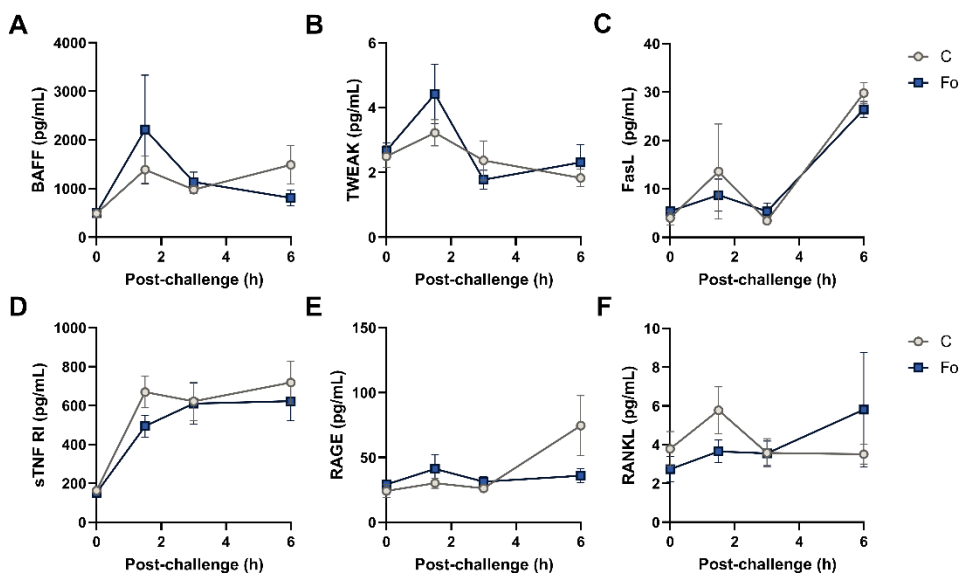 A
BAFF (pg/mL)
4000
3000
2000
1000
0
0 2 4 6
Post-challenge (h)
B
TWEAK (pg/mL)
6
4
2
0
0 2 4 6
Post-challenge (h)
C
FasL (pg/mL)
40
30
20
10
0
0 2 4 6
Post-challenge (h)
C
Fo
D
sTNF RI (pg/mL)
1000
800
600
400
200
0
0 2 4 6
Post-challenge (h)
E
RAGE (pg/mL)
150
100
50
0
0 2 4 6
Post-challenge (h)
F
RANKL (pg/mL)
8
6
4
2
0
0 2 4 6
Post-challenge (h)
C
Fo